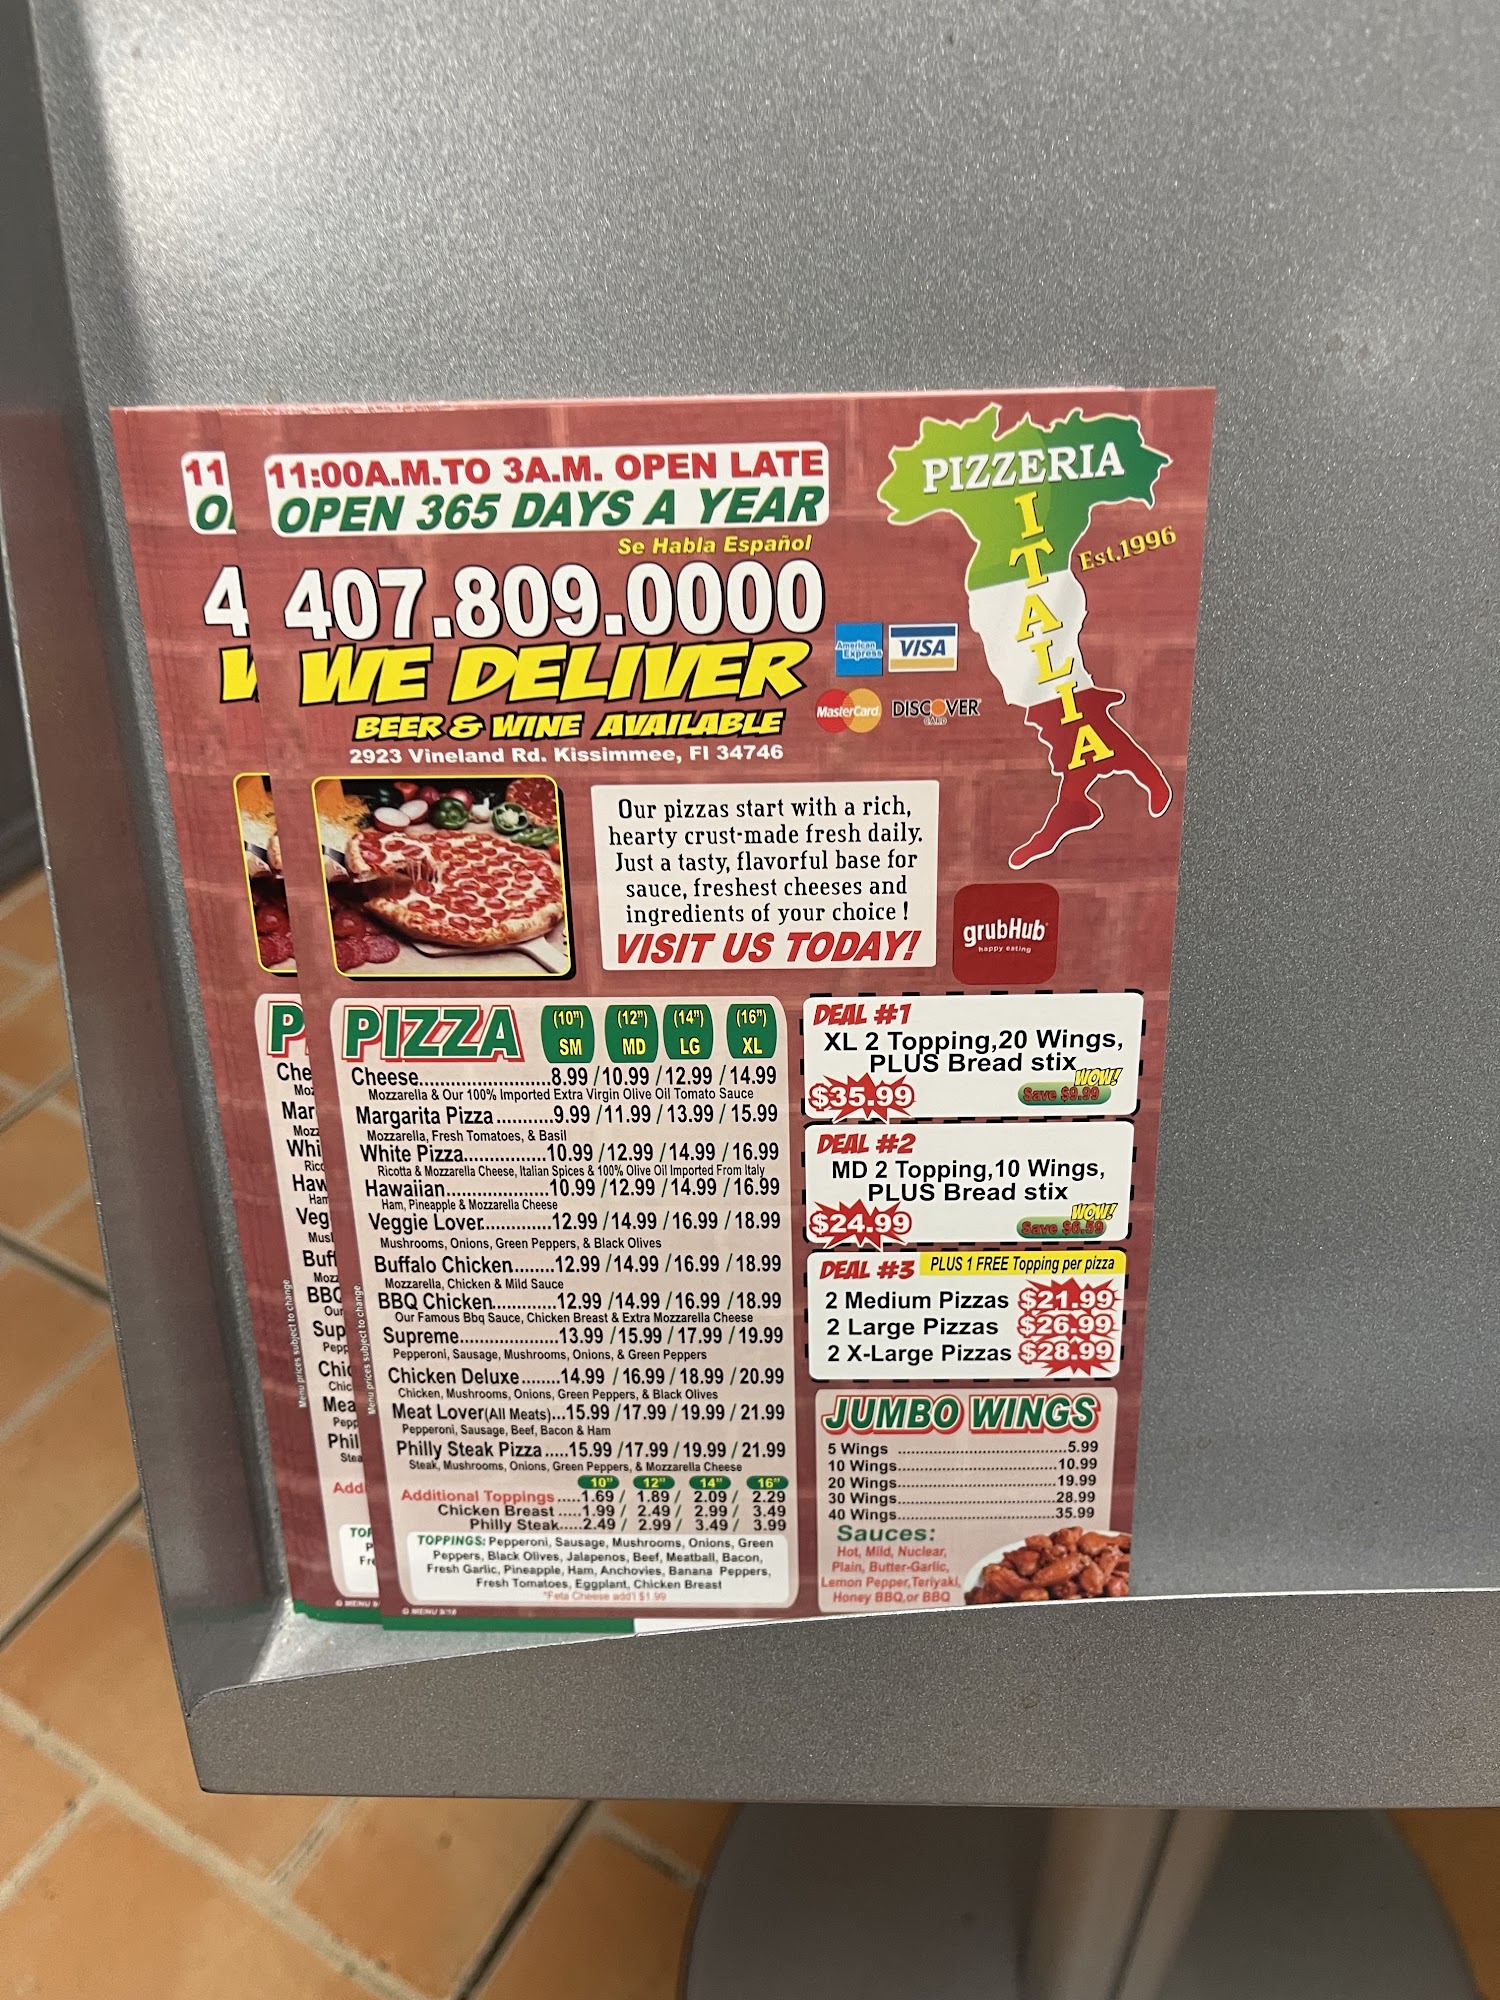 11:00A.M.TO 3A.M. OPEN LATE
OPEN 365 DAYS A YEAR
Se Habla Español
407.809.0000
WE DELIVER
BEER & WINE AVAILABLE
2923 Vineland Rd. Kissimmee, Fl 34746
PIZZERIA
ITALIA
Est.1996
American Express
VISA
MasterCard
DISCOVER
CARD
Our pizzas start with a rich,
hearty crust-made fresh daily.
Just a tasty, flavorful base for
sauce, freshest cheeses and
ingredients of your choice !
VISIT US TODAY!
grubHub
happy eating
PIZZA (10") SM (12") MD (14") LG (16") XL
Cheese..........................8.99 / 10.99 / 12.99 / 14.99
Mozzarella & Our 100% Imported Extra Virgin Olive Oil Tomato Sauce
Margarita Pizza ............9.99 / 11.99 / 13.99 / 15.99
Mozzarella, Fresh Tomatoes, & Basil
White Pizza.................10.99 / 12.99 / 14.99 / 16.99
Ricotta & Mozzarella Cheese, Italian Spices & 100% Olive Oil Imported From Italy
Hawaiian.....................10.99 / 12.99 / 14.99 / 16.99
Ham, Pineapple & Mozzarella Cheese
Veggie Lover..............12.99 / 14.99 / 16.99 / 18.99
Mushrooms, Onions, Green Peppers, & Black Olives
Buffalo Chicken........12.99 / 14.99 / 16.99 / 18.99
Mozzarella, Chicken & Mild Sauce
BBQ Chicken.............12.99 / 14.99 / 16.99 / 18.99
Our Famous Bbq Sauce, Chicken Breast & Extra Mozzarella Cheese
Supreme....................13.99 / 15.99 / 17.99 / 19.99
Pepperoni, Sausage, Mushrooms, Onions, & Green Peppers
Chicken Deluxe........14.99 / 16.99 / 18.99 / 20.99
Chicken, Mushrooms, Onions, Green Peppers, & Black Olives
Meat Lover(All Meats)...15.99 / 17.99 / 19.99 / 21.99
Pepperoni, Sausage, Beef, Bacon & Ham
Philly Steak Pizza .....15.99 / 17.99 / 19.99 / 21.99
Steak, Mushrooms, Onions, Green Peppers, & Mozzarella Cheese
10" 12" 14" 16"
Additional Toppings.....1.69 / 1.89 / 2.09 / 2.29
Chicken Breast .....1.99 / 2.49 / 2.99 / 3.49
Philly Steak.....2.49 / 2.99 / 3.49 / 3.99
TOPPINGS: Pepperoni, Sausage, Mushrooms, Onions, Green
Peppers, Black Olives, Jalapenos, Beef, Meatball, Bacon,
Fresh Garlic, Pineapple, Ham, Anchovies, Banana Peppers,
Fresh Tomatoes, Eggplant, Chicken Breast
*Feta Cheese add'l $1.99
Menu prices subject to change
DEAL #1
XL 2 Topping,20 Wings,
PLUS Bread stix
$35.99
WOW!
Save $9.99
DEAL #2
MD 2 Topping,10 Wings,
PLUS Bread stix
$24.99
WOW!
Save $6.59
DEAL #3 PLUS 1 FREE Topping per pizza
2 Medium Pizzas $21.99
2 Large Pizzas $26.99
2 X-Large Pizzas $28.99
JUMBO WINGS
5 Wings ..................................5.99
10 Wings................................10.99
20 Wings................................19.99
30 Wings................................28.99
40 Wings................................35.99
Sauces:
Hot, Mild, Nuclear,
Plain, Butter-Garlic,
Lemon Pepper,Teriyaki,
Honey BBQ,or BBQ